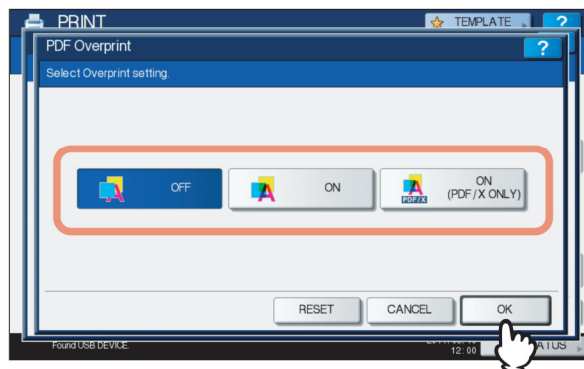 PRINT
TEMPLATE
?
PDF Overprint
?
Select Overprint setting.
A
OFF
A
ON
A
PDF/X
ON
(PDF/X ONLY)
RESET
CANCEL
OK
Found USB DEVICE.
12:00